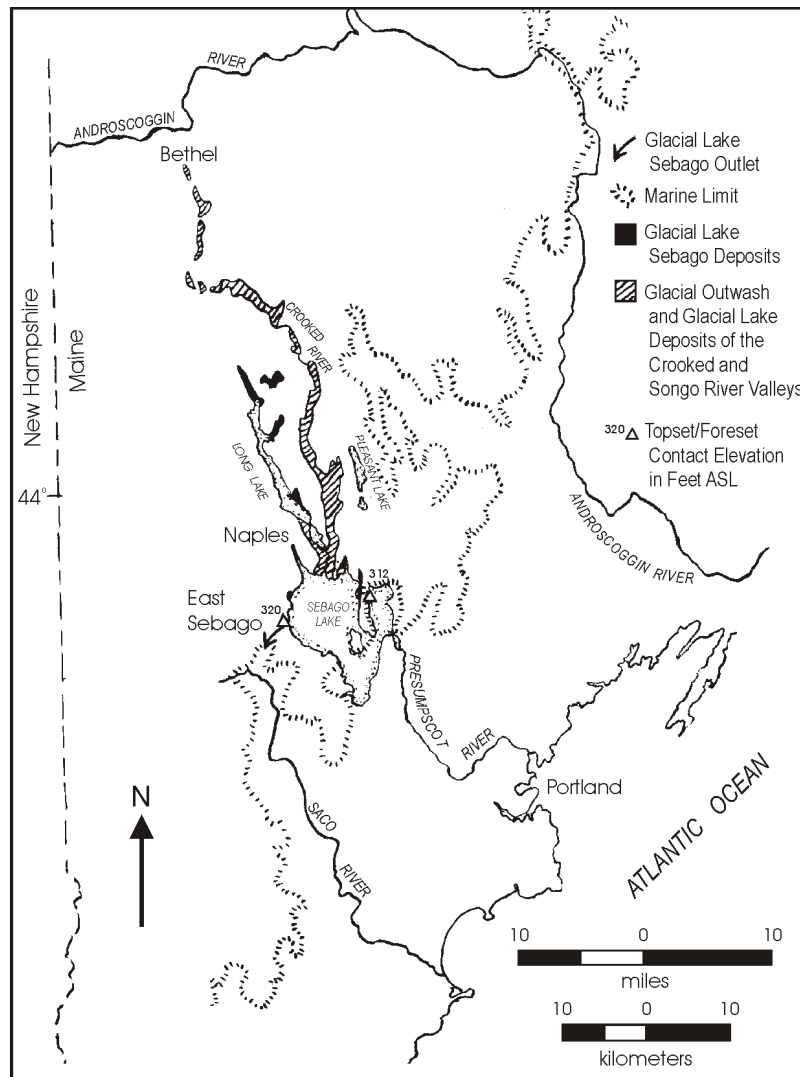 RIVER
ANDROSCOGGIN
Bethel
Glacial Lake
Sebago Outlet
Marine Limit
Glacial Lake
Sebago Deposits
Glacial Outwash
and Glacial Lake
Deposits of the
Crooked and
Songo River Valleys
320 Topset/Foreset
Contact Elevation
in Feet ASL
New Hampshire
Maine
CROOKED
RIVER
LONG LAKE
PLEASANT LAKE
44°
ANDROSCOGGIN RIVER
Naples
312
East
Sebago
320
SEBAGO
LAKE
PRESUMPSCOT
RIVER
Portland
ATLANTIC OCEAN
N
SACO
RIVER
10 0 10
miles
10 0 10
kilometers